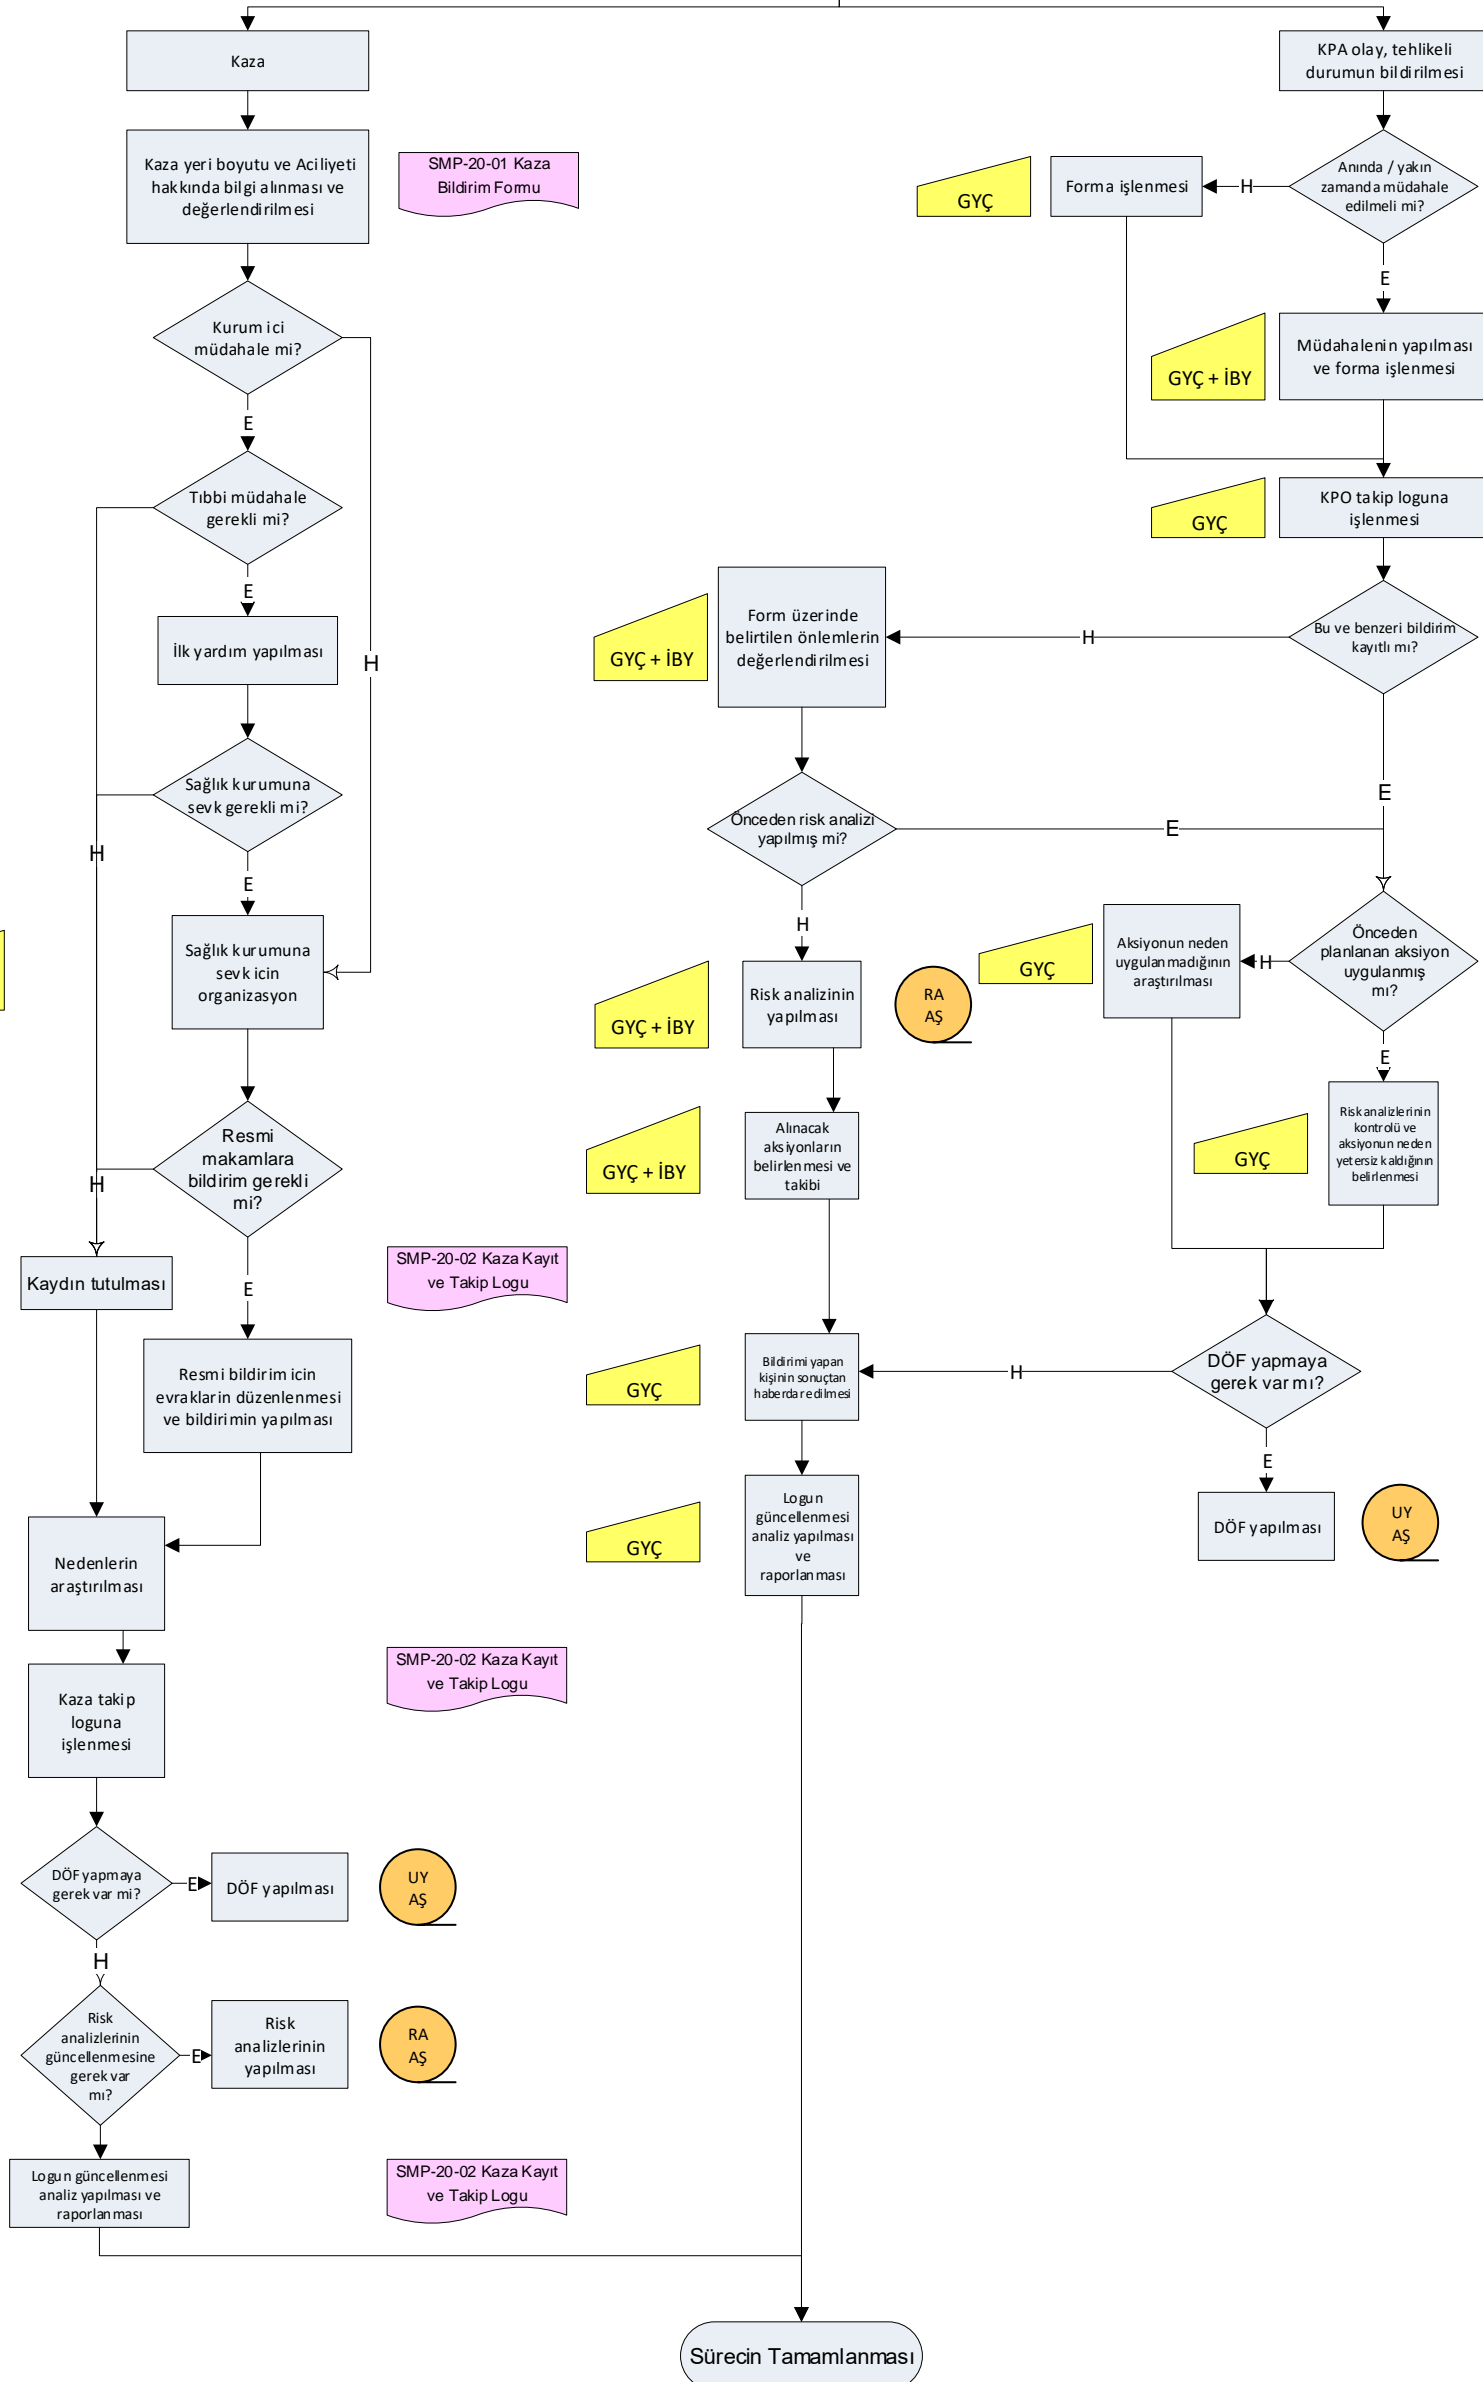 Kaza
Kaza yeri boyutu ve Aciliyeti
hakkında bilgi alınması ve
değerlendirilmesi
SMP-20-01 Kaza
Bildirim Formu
Kurum ici
müdahale mi?
E
H
Tıbbi müdahale
gerekli mi?
E
İlk yardım yapılması
Sağlık kurumuna
sevk gerekli mi?
H
E
Sağlık kurumuna
sevk için
organizasyon
Resmi
makamlara
bildirim gerekli
mi?
H
E
Kaydın tutulması
SMP-20-02 Kaza Kayıt
ve Takip Logu
Resmi bildirim icin
evraklarin düzenlenmesi
ve bildirimin yapılması
Nedenlerin
araştırılması
Kaza takip
loguna
işlenmesi
SMP-20-02 Kaza Kayıt
ve Takip Logu
DÖF yapmaya
gerek var mi?
E
DÖF yapılması
UY
AŞ
H
Risk
analizlerinin
güncellenmesine
gerek var
mı?
E
Risk
analizlerinin
yapılması
RA
AŞ
Logun güncellenmesi
analiz yapılması ve
raporlanması
SMP-20-02 Kaza Kayıt
ve Takip Logu
KPA olay, tehlikeli
durumun bildirilmesi
Anında / yakın
zamanda müdahale
edilmeli mi?
H
Forma işlenmesi
GYÇ
E
Müdahalenin yapılması
ve forma işlenmesi
GYÇ + İBY
KPO takip loguna
işlenmesi
GYÇ
Bu ve benzeri bildirim
kayıtlı mı?
H
Form üzerinde
belirtilen önlemlerin
değerlendirilmesi
GYÇ + İBY
E
Önceden risk analizi
yapılmış mi?
E
H
Risk analizinin
yapılması
GYÇ + İBY
RA
AŞ
Önceden
planlanan aksiyon
uygulanmış
mı?
H
Aksiyonun neden
uygulanmadığının
araştırılması
GYÇ
E
Risk analizlerinin
kontrolü ve
aksiyonun neden
yetersiz kaldığının
belirlenmesi
GYÇ
Alınacak
aksiyonların
belirlenmesi ve
takibi
GYÇ + İBY
DÖF yapmaya
gerek var mı?
H
Bildirimi yapan
kişinin sonuçtan
haberdar edilmesi
GYÇ
E
DÖF yapılması
UY
AŞ
Logun
güncellenmesi
analiz yapılması
ve
raporlanması
GYÇ
Sürecin Tamamlanması